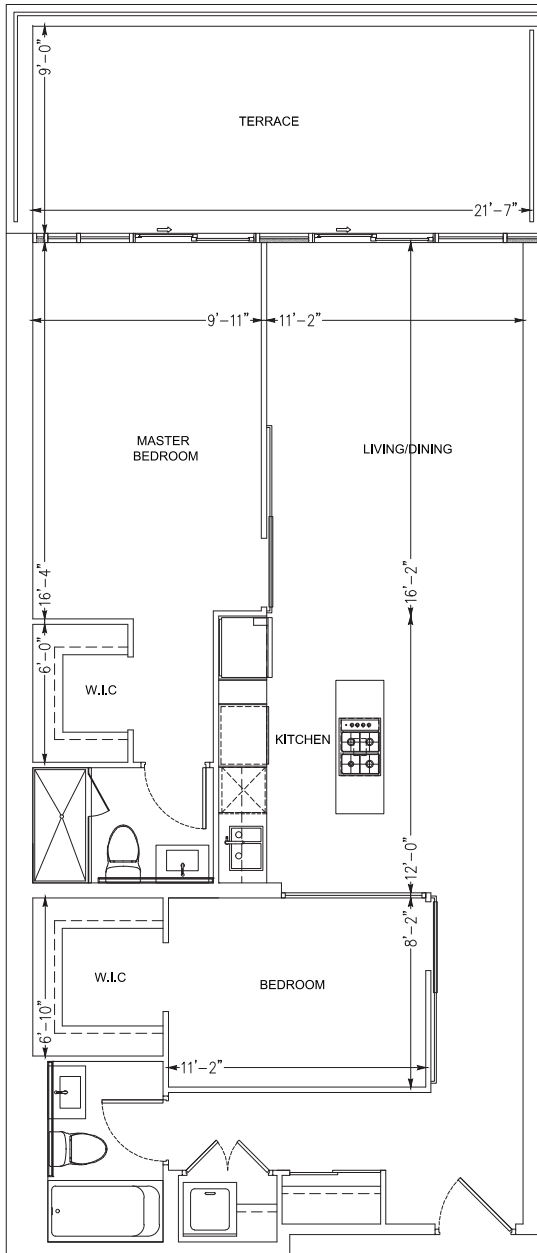 9'-0"
TERRACE
21'-7"
9'-11"
11'-2"
MASTER
BEDROOM
LIVING/DINING
16'-4"
16'-2"
6'-0"
W.I.C
KITCHEN
12'-0"
8'-2"
W.I.C
BEDROOM
6'-10"
11'-2"